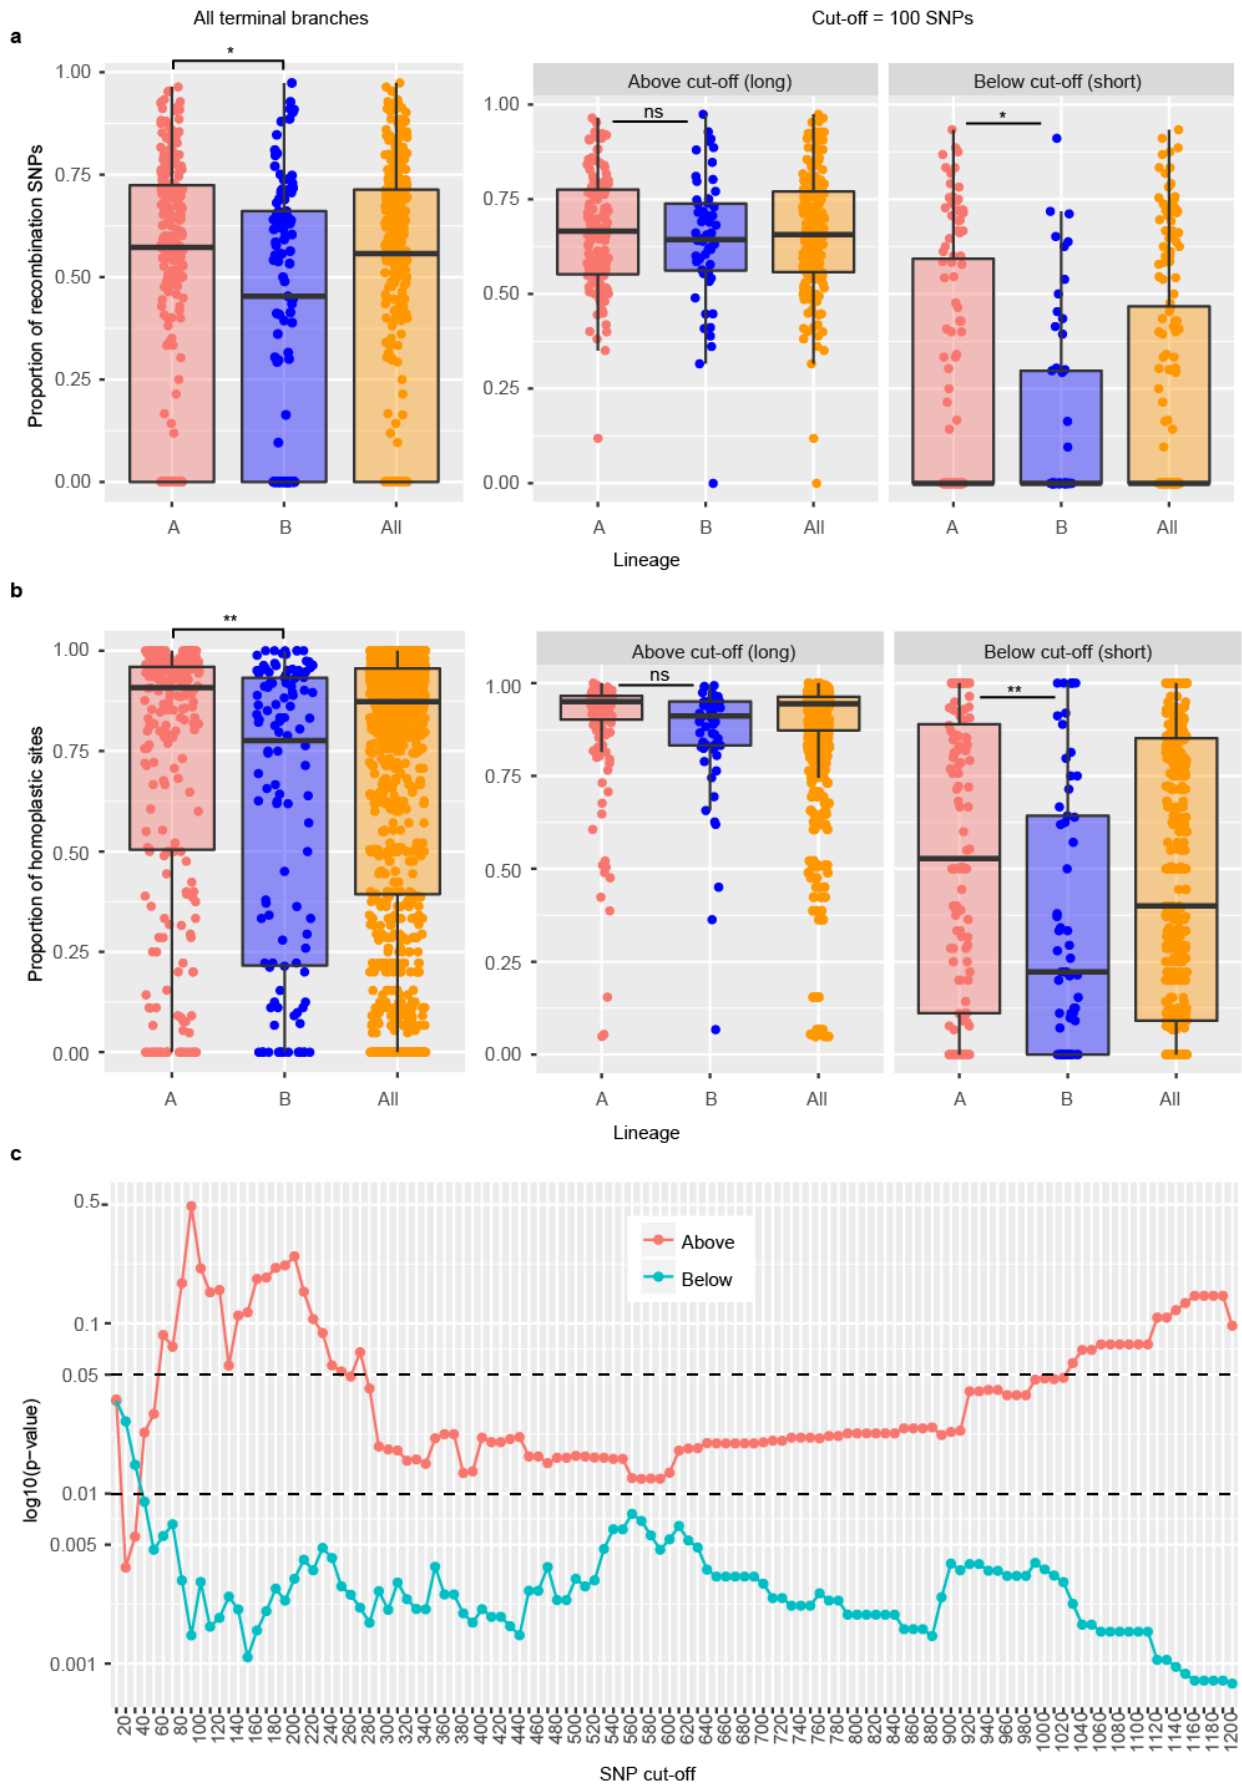 All terminal branches
Cut-off = 100 SNPs
a
*
1.00
0.75
0.50
0.25
0.00
Proportion of recombination SNPs
A
B
All
Above cut-off (long)
Below cut-off (short)
ns
*
1.00
0.75
0.50
0.25
0.00
A
B
All
A
B
All
Lineage
b
**
1.00
0.75
0.50
0.25
0.00
Proportion of homoplastic sites
A
B
All
Above cut-off (long)
Below cut-off (short)
ns
**
1.00
0.75
0.50
0.25
0.00
A
B
All
A
B
All
Lineage
c
0.5
0.1
0.05
0.01
0.005
0.001
log10(p−value)
Above
Below
20 40 60 80 100 120 140 160 180 200 220 240 260 280 300 320 340 360 380 400 420 440 460 480 500 520 540 560 580 600 620 640 660 680 700 720 740 760 780 800 820 840 860 880 900 920 940 960 980 1000 1020 1040 1060 1080 1100 1120 1140 1160 1180 1200
SNP cut-off